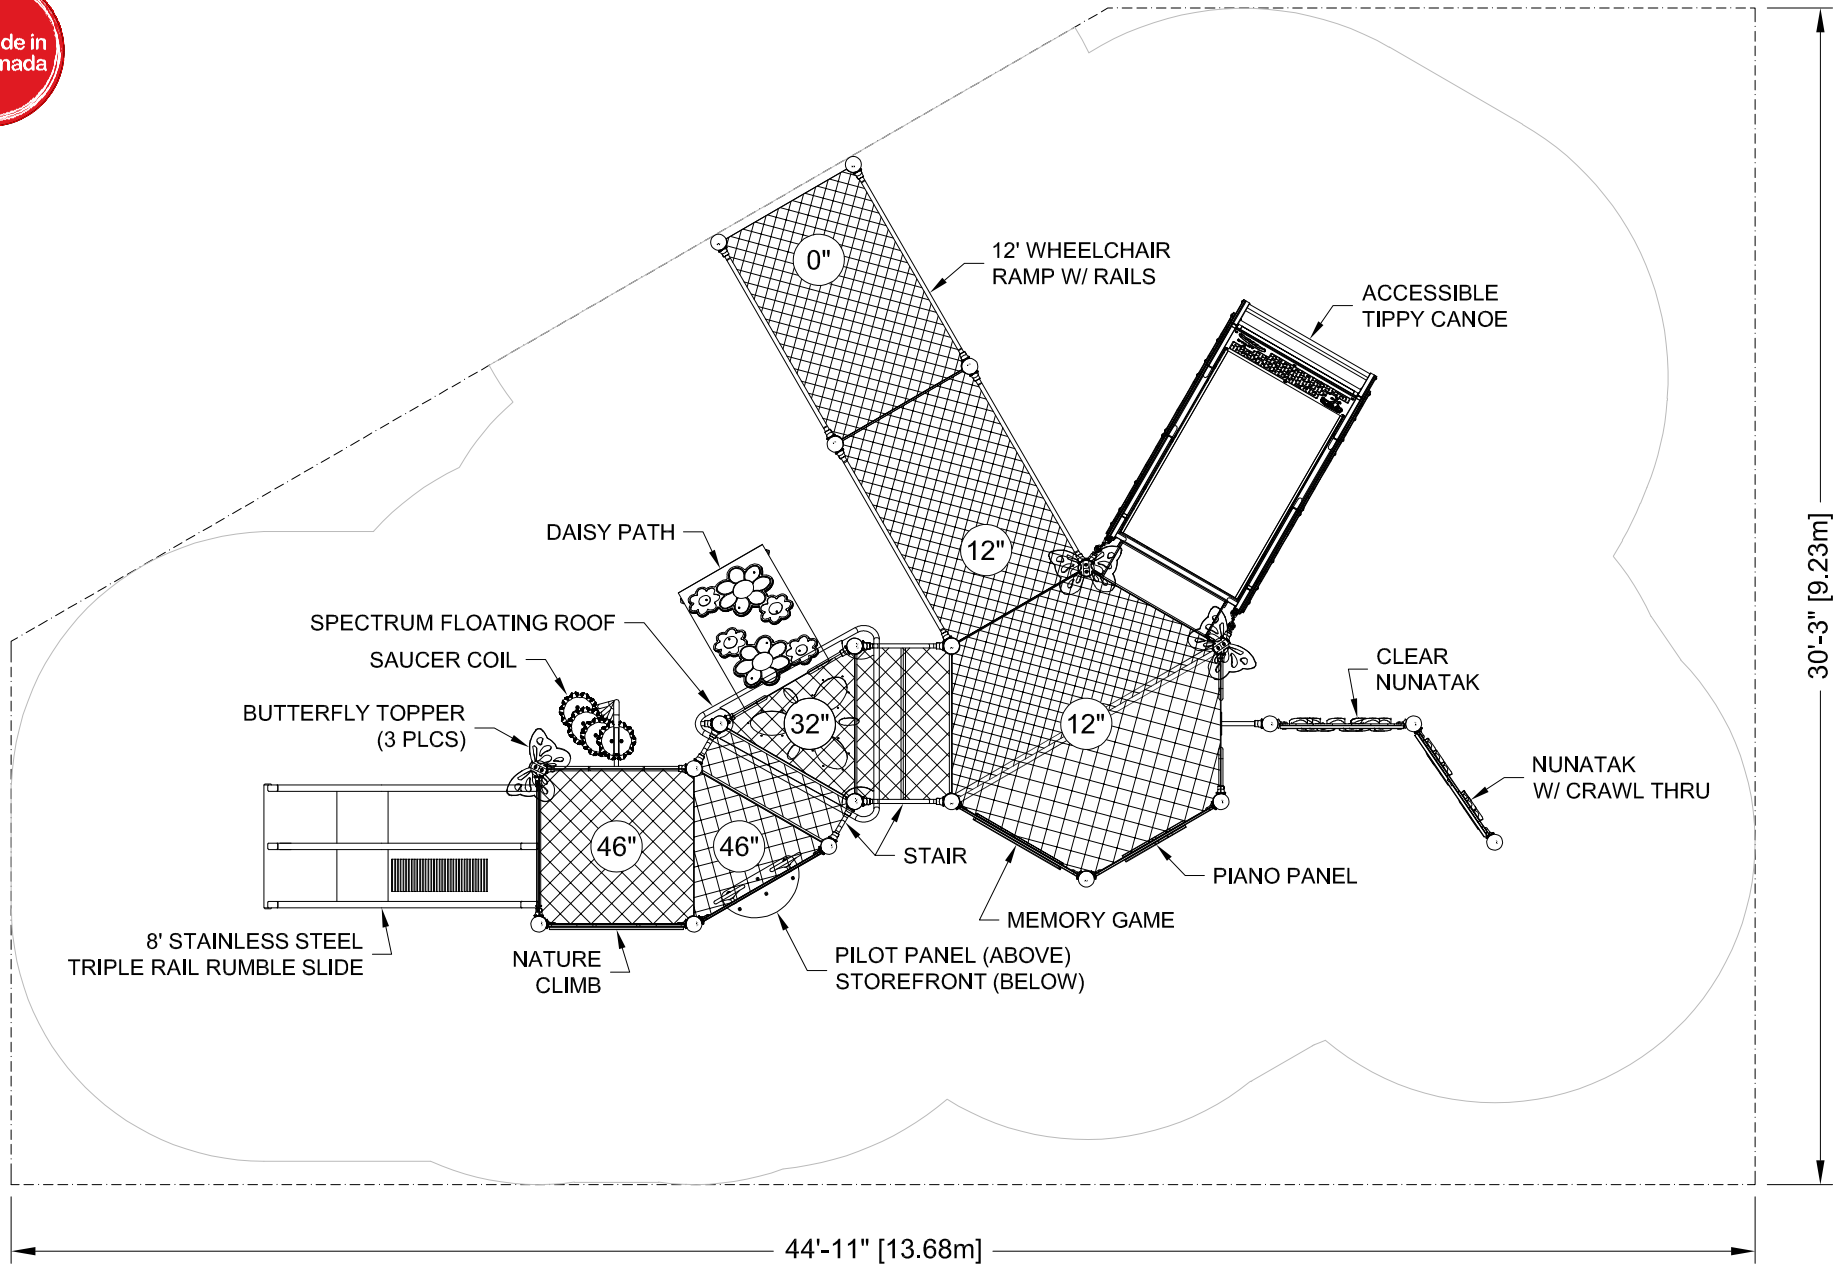 de in
nada
0"
12' WHEELCHAIR
RAMP W/ RAILS
ACCESSIBLE
TIPPY CANOE
DAISY PATH
12"
SPECTRUM FLOATING ROOF
SAUCER COIL
BUTTERFLY TOPPER
(3 PLCS)
32"
12"
CLEAR
NUNATAK
NUNATAK
W/ CRAWL THRU
46"
46"
STAIR
PIANO PANEL
MEMORY GAME
8' STAINLESS STEEL
TRIPLE RAIL RUMBLE SLIDE
NATURE
CLIMB
PILOT PANEL (ABOVE)
STOREFRONT (BELOW)
30'-3" [9.23m]
44'-11" [13.68m]